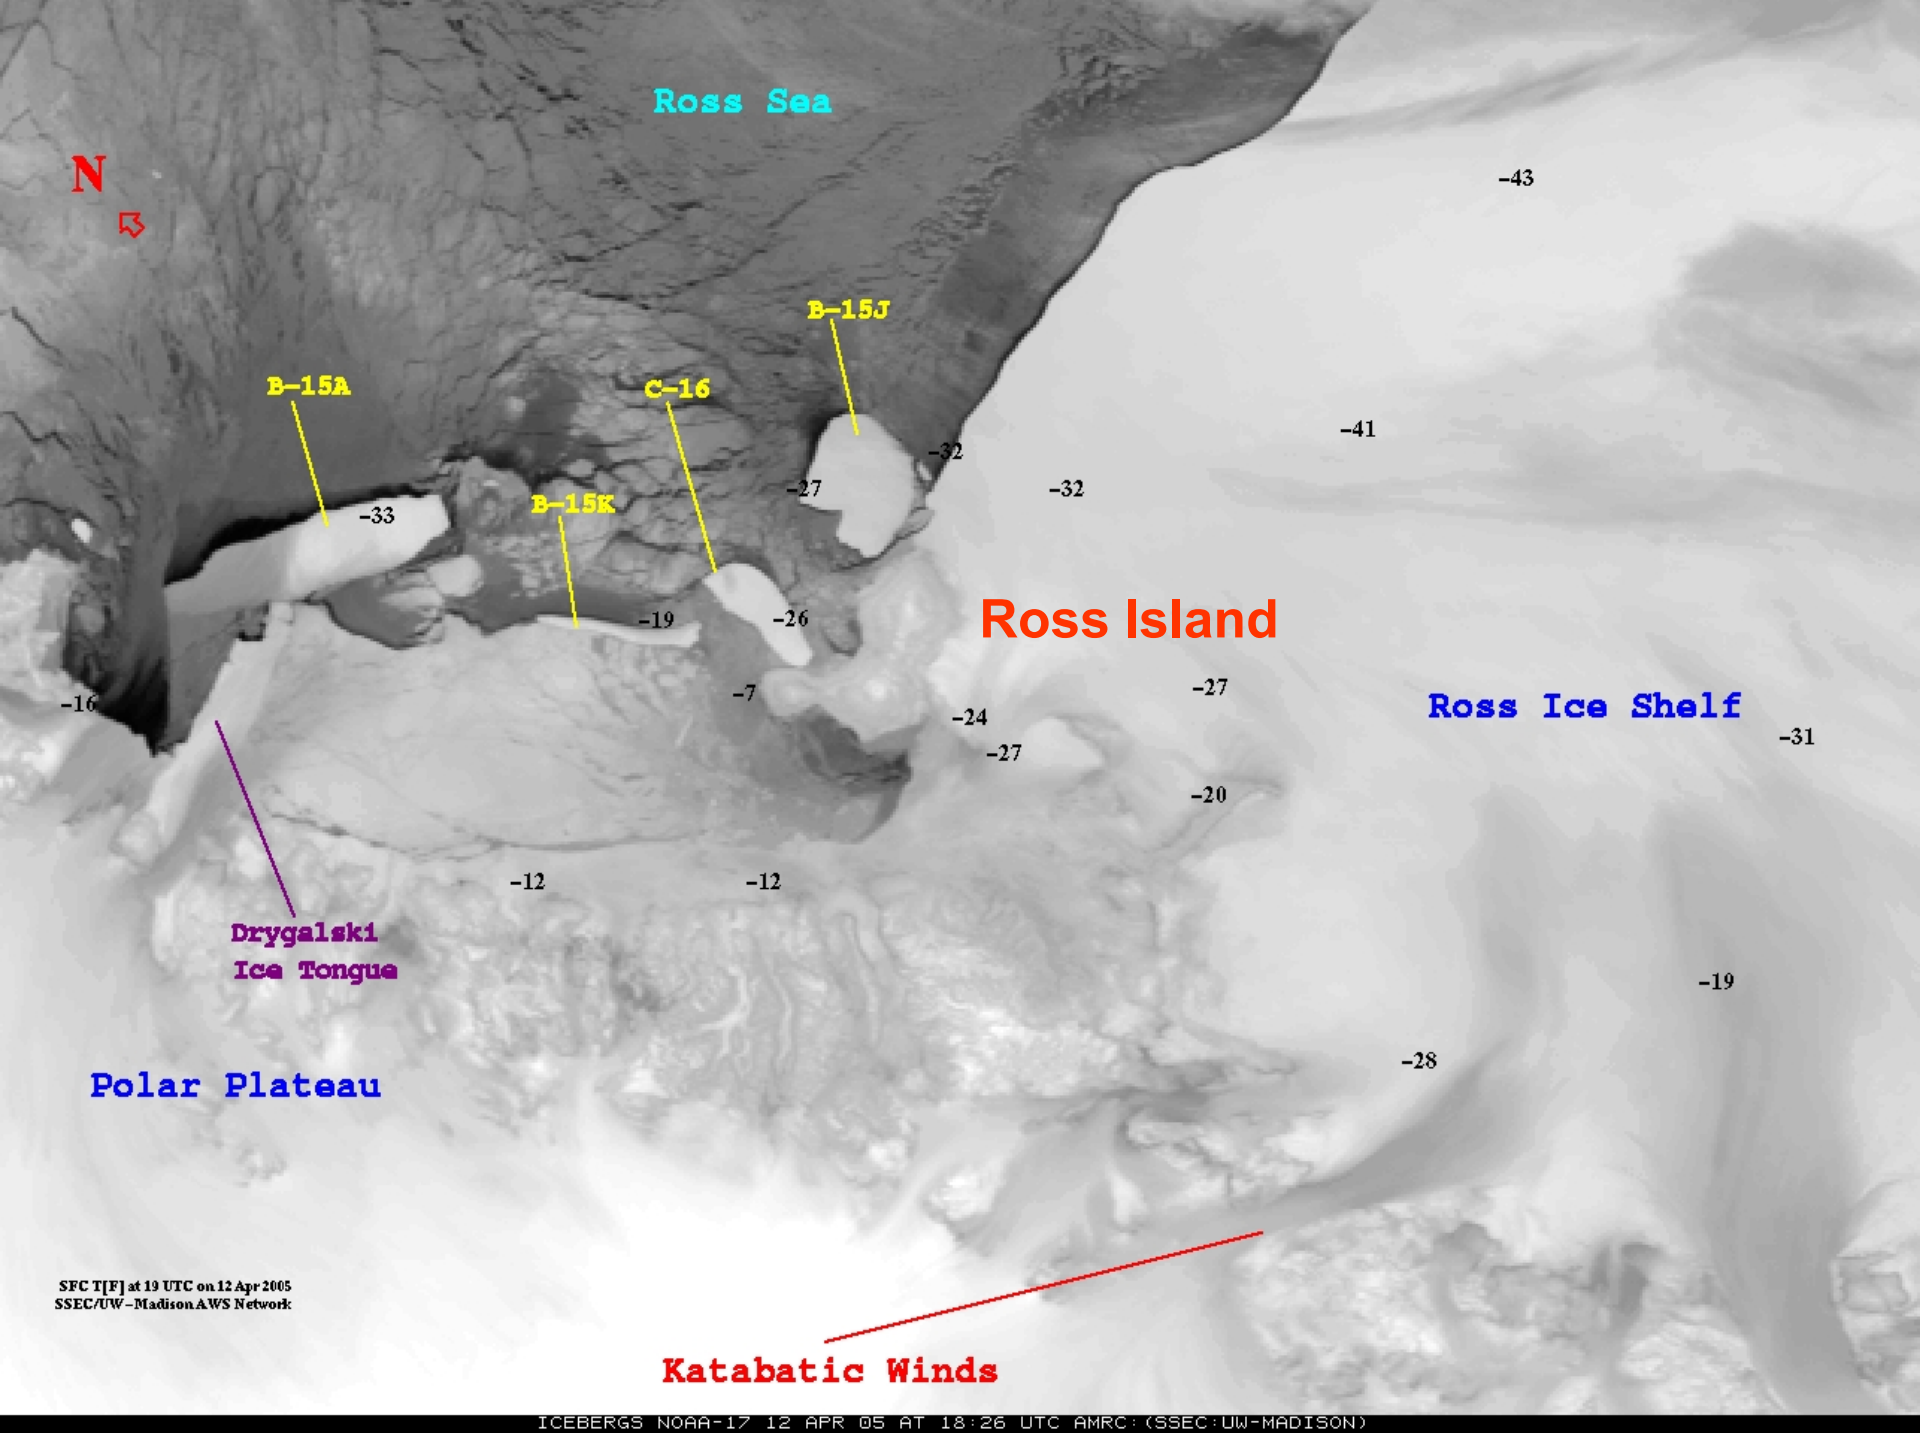 Ross Sea
N
-43
B-15J
B-15A
C-16
-41
-32
-27
-32
B-15K
-33
-19
-26
Ross Island
-7
-27
-16
-24
Ross Ice Shelf
-31
-27
-20
-12
-12
Drygalski
Ice Tongue
-19
-28
Polar Plateau
SFC T[F] at 19 UTC on 12 Apr 2005
SSEC/UW-Madison AWS Network
Katabatic Winds
ICEBERGS NOAA-17 12 APR 05 AT 18:26 UTC AMRC:(SSEC:UW-MADISON)